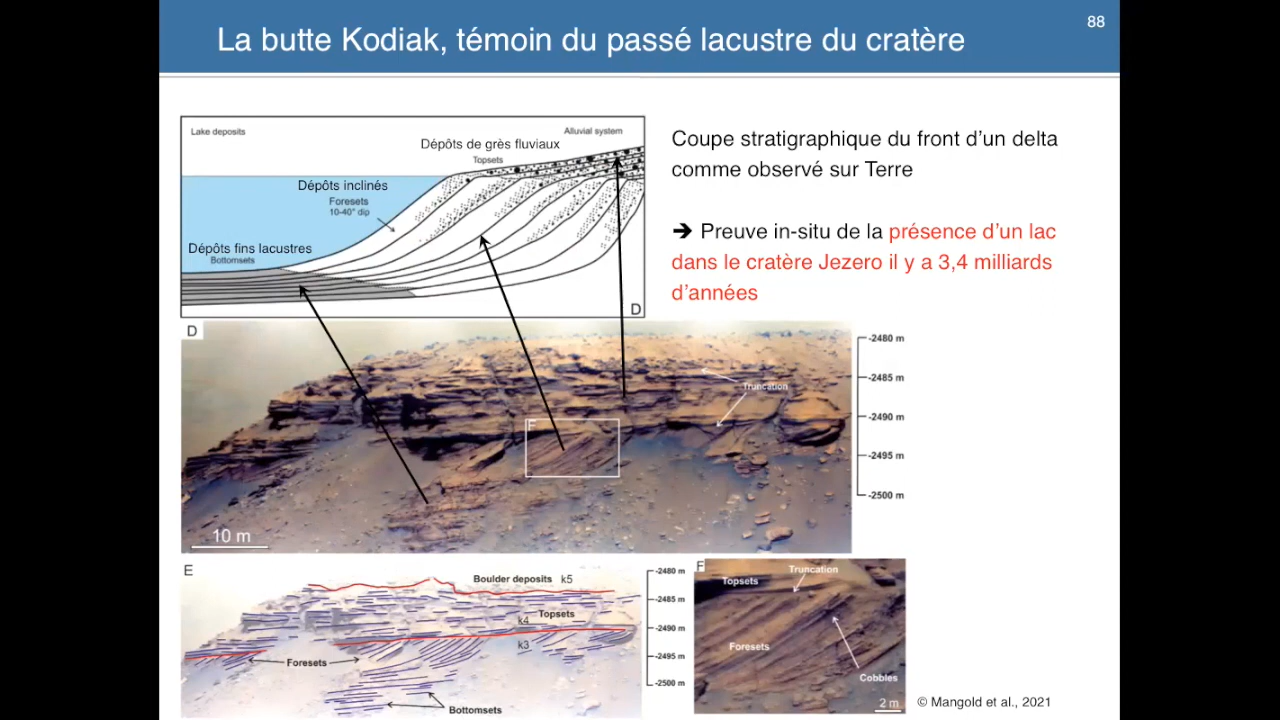 88
La butte Kodiak, témoin du passé lacustre du cratère
Lake deposits
Alluvial system
Dépôts de grès fluviaux
Topsets
Dépôts inclinés
Foresets
10-40° dip
Dépôts fins lacustres
Bottomsets
D
Coupe stratigraphique du front d'un delta
comme observé sur Terre
➔ Preuve in-situ de la présence d'un lac
dans le cratère Jezero il y a 3,4 milliards
d'années
D
Truncation
F
10 m
-2480 m
-2485 m
-2490 m
-2495 m
-2500 m
E
Boulder deposits k5
Topsets
k4
k3
Foresets
Bottomsets
-2480 m
-2485 m
-2490 m
-2495 m
-2500 m
F
Truncation
Topsets
Foresets
Cobbles
2 m
© Mangold et al., 2021